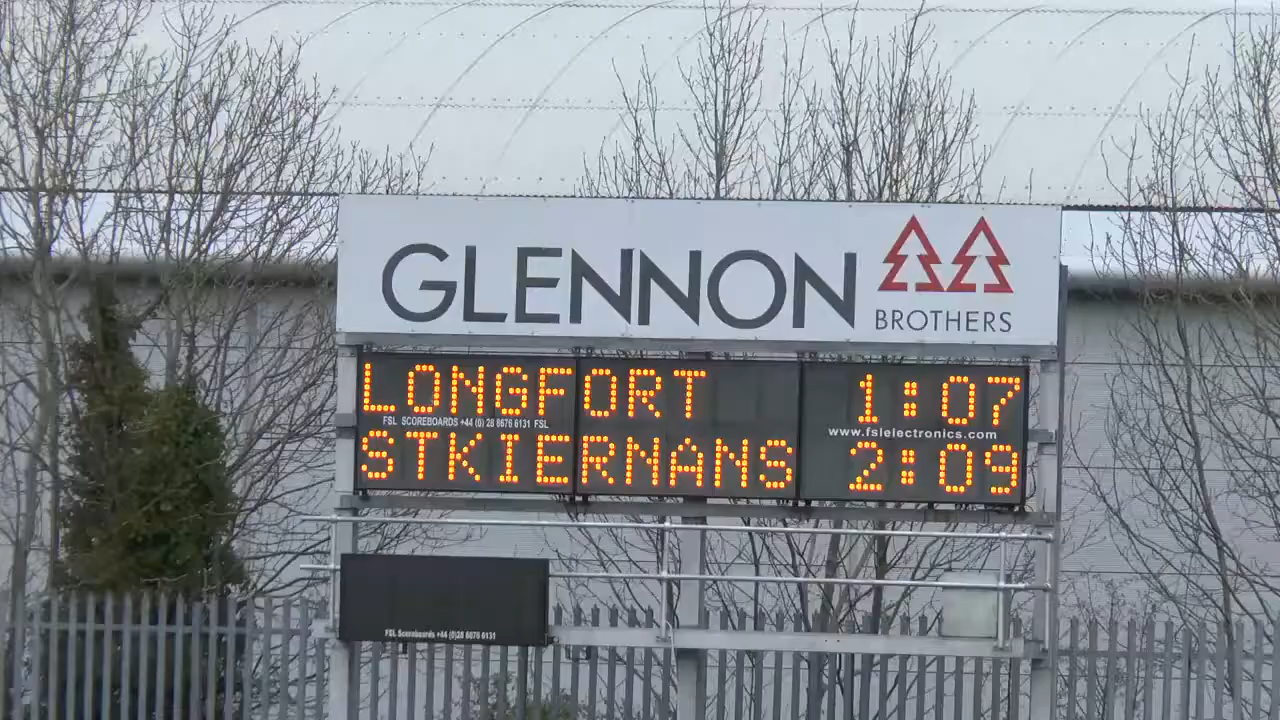 GLENNON
BROTHERS
LONGFORT 1:07
FSL SCOREBOARDS +44 (0) 28 8676 6131 FSL
www.fslelectronics.com
STKIERNANS 2:09
FSL Scoreboards +44 (0)28 8676 6131